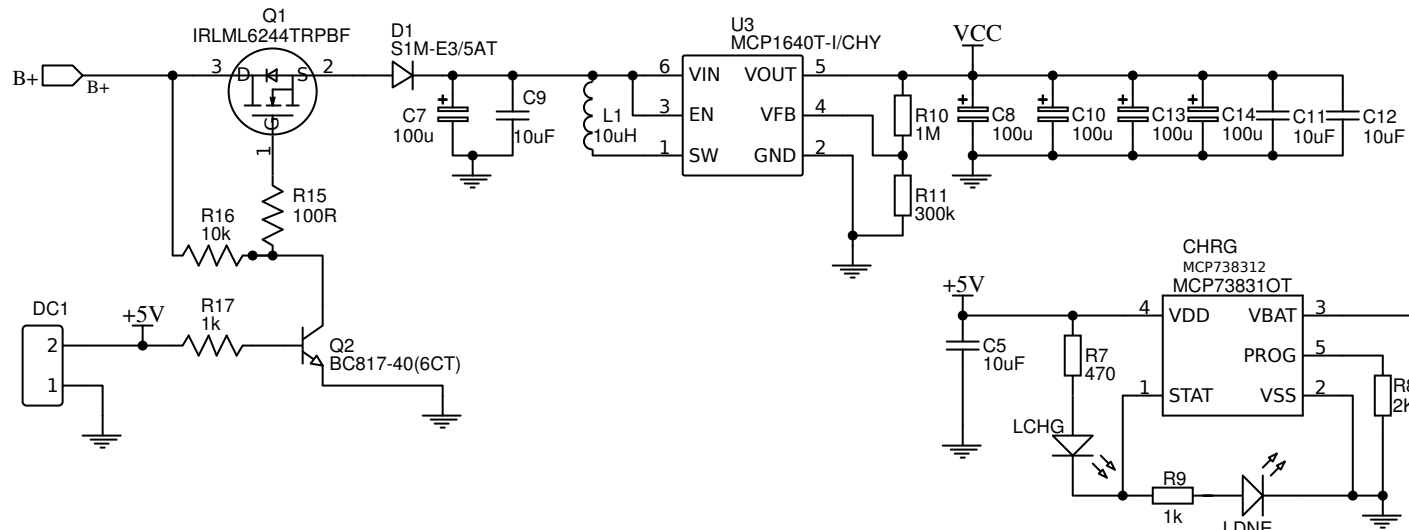 Q1
IRLML6244TRPBF
B+
B+
3
D
S
2
G
1
D1
S1M-E3/5AT
C7
100u
C9
10uF
L1
10uH
U3
MCP1640T-I/CHY
6
VIN
VOUT
5
3
EN
VFB
4
1
SW
GND
2
VCC
R10
1M
C8
100u
C10
100u
C13
100u
C14
100u
C11
10uF
C12
10uF
R11
300k
R15
100R
R16
10k
DC1
2
1
+5V
R17
1k
Q2
BC817-40(6CT)
CHRG
MCP738312
MCP73831OT
+5V
4
VDD
VBAT
3
PROG
5
1
STAT
VSS
2
C5
10uF
R7
470
R8
2K
LCHG
R9
1k
LDNE